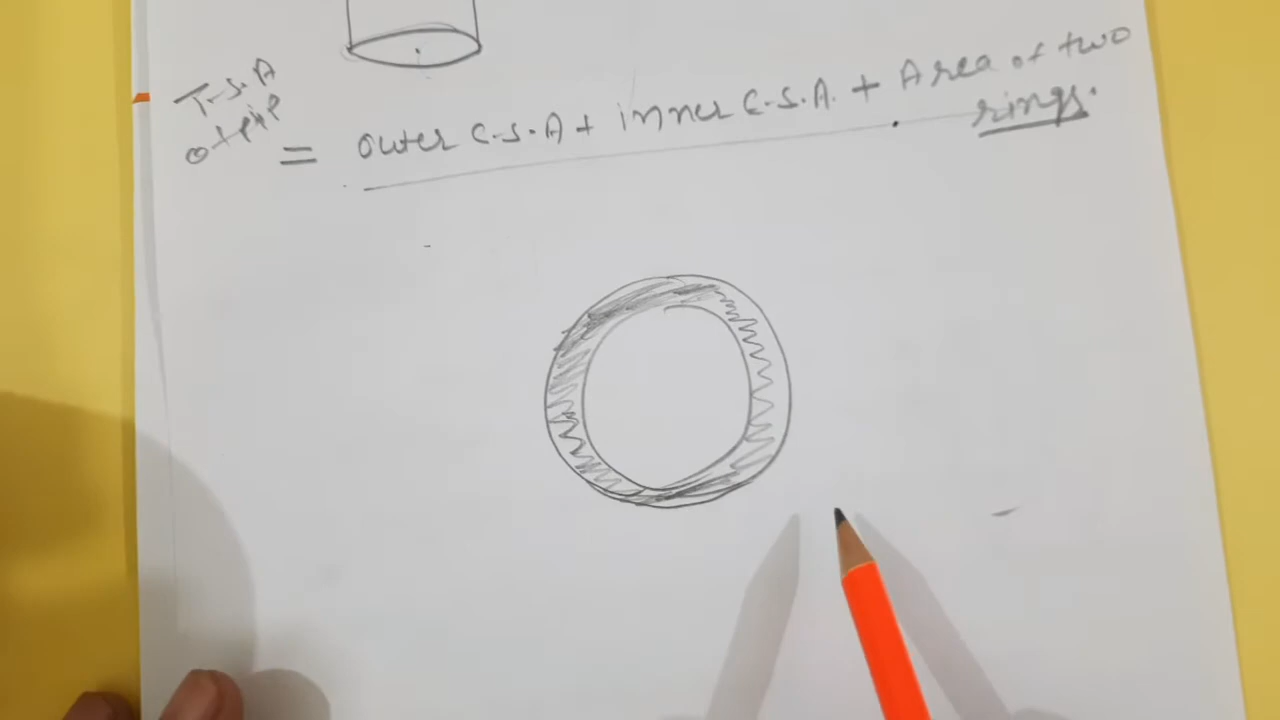 T.S.A
of pipe
= outer C.S.A + inner C.S.A. + Area of two
rings.